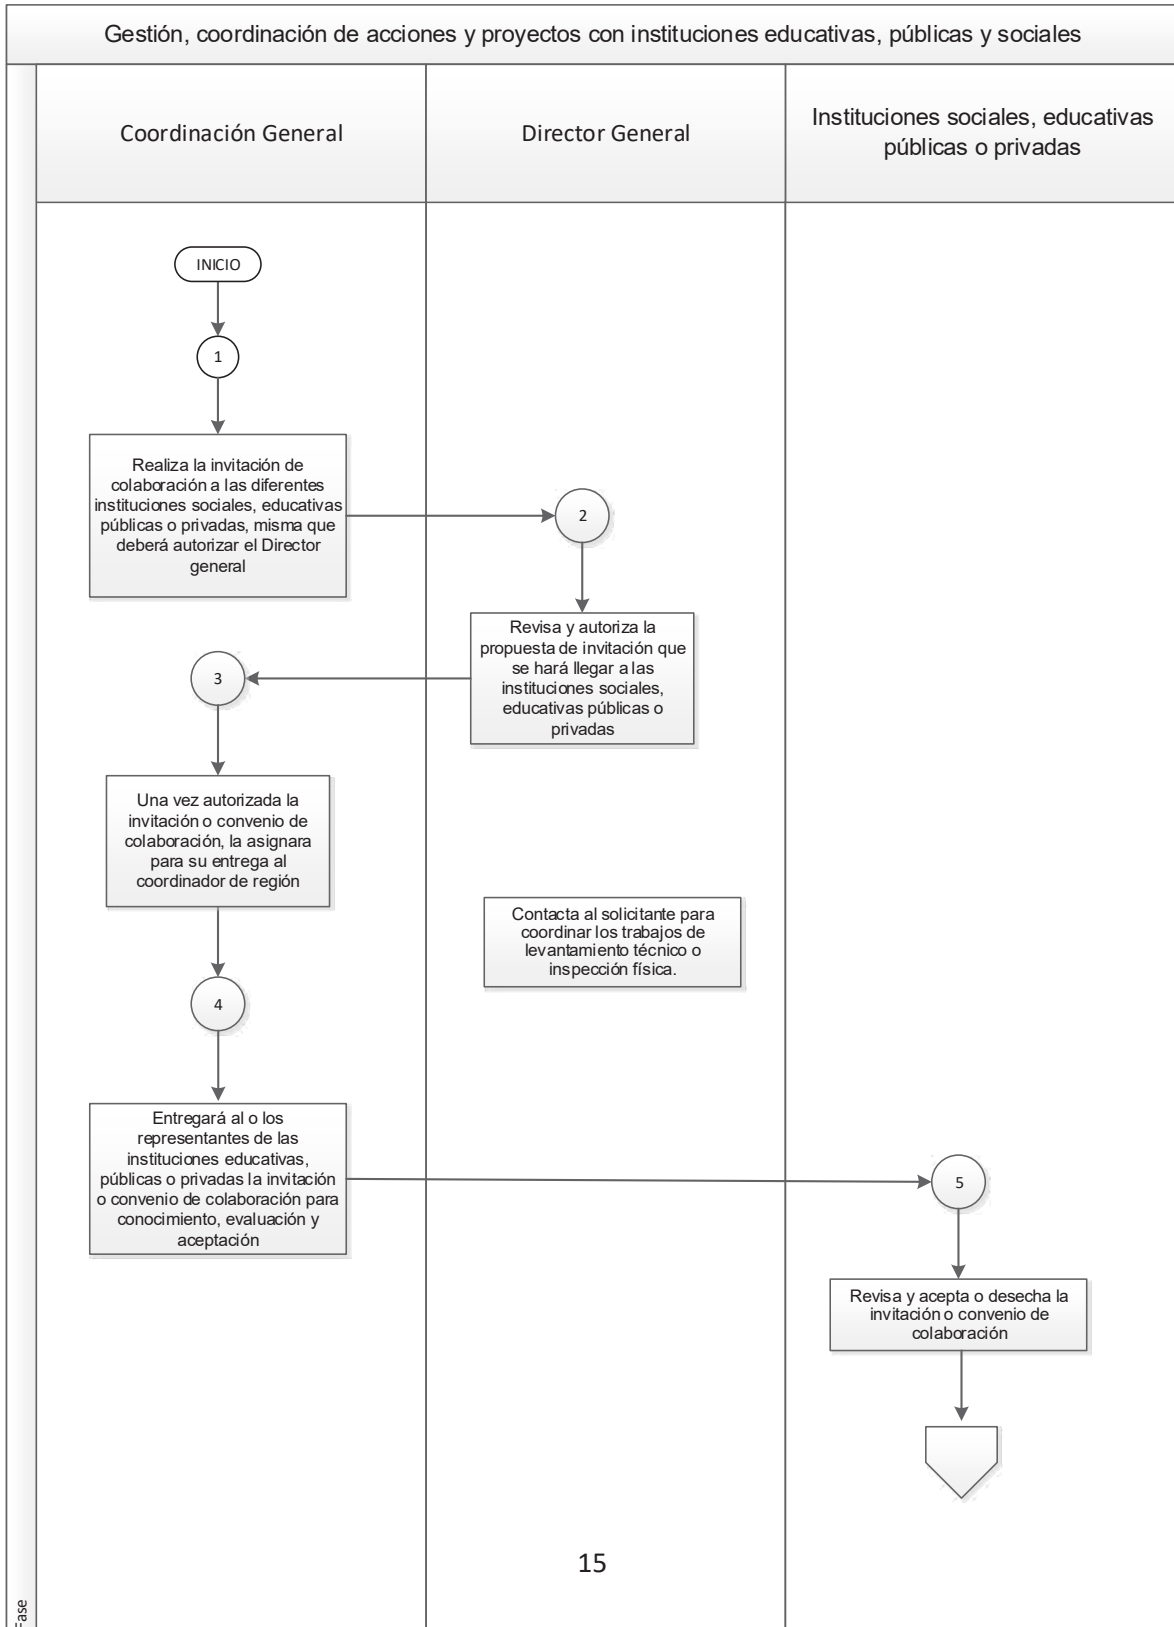 Gestión, coordinación de acciones y proyectos con instituciones educativas, públicas y sociales
Coordinación General
Director General
Instituciones sociales, educativas
públicas o privadas
INICIO
1
Realiza la invitación de
colaboración a las diferentes
instituciones sociales, educativas
públicas o privadas, misma que
deberá autorizar el Director
general
2
Revisa y autoriza la
propuesta de invitación que
se hará llegar a las
instituciones sociales,
educativas públicas o
privadas
3
Una vez autorizada la
invitación o convenio de
colaboración, la asignara
para su entrega al
coordinador de región
Contacta al solicitante para
coordinar los trabajos de
levantamiento técnico o
inspección física.
4
Entregará al o los
representantes de las
instituciones educativas,
públicas o privadas la invitación
o convenio de colaboración para
conocimiento, evaluación y
aceptación
5
Revisa y acepta o desecha la
invitación o convenio de
colaboración
15
Fase